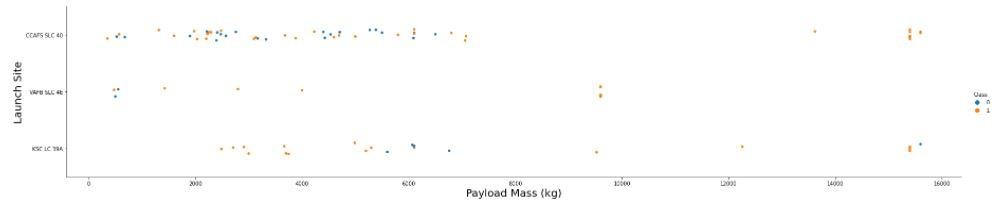 CCAFS SLC 40
VAFB SLC 4E
KSC LC 39A
Launch Site
0 2000 4000 6000 8000 10000 12000 14000 16000
Payload Mass (kg)
Class
0
1